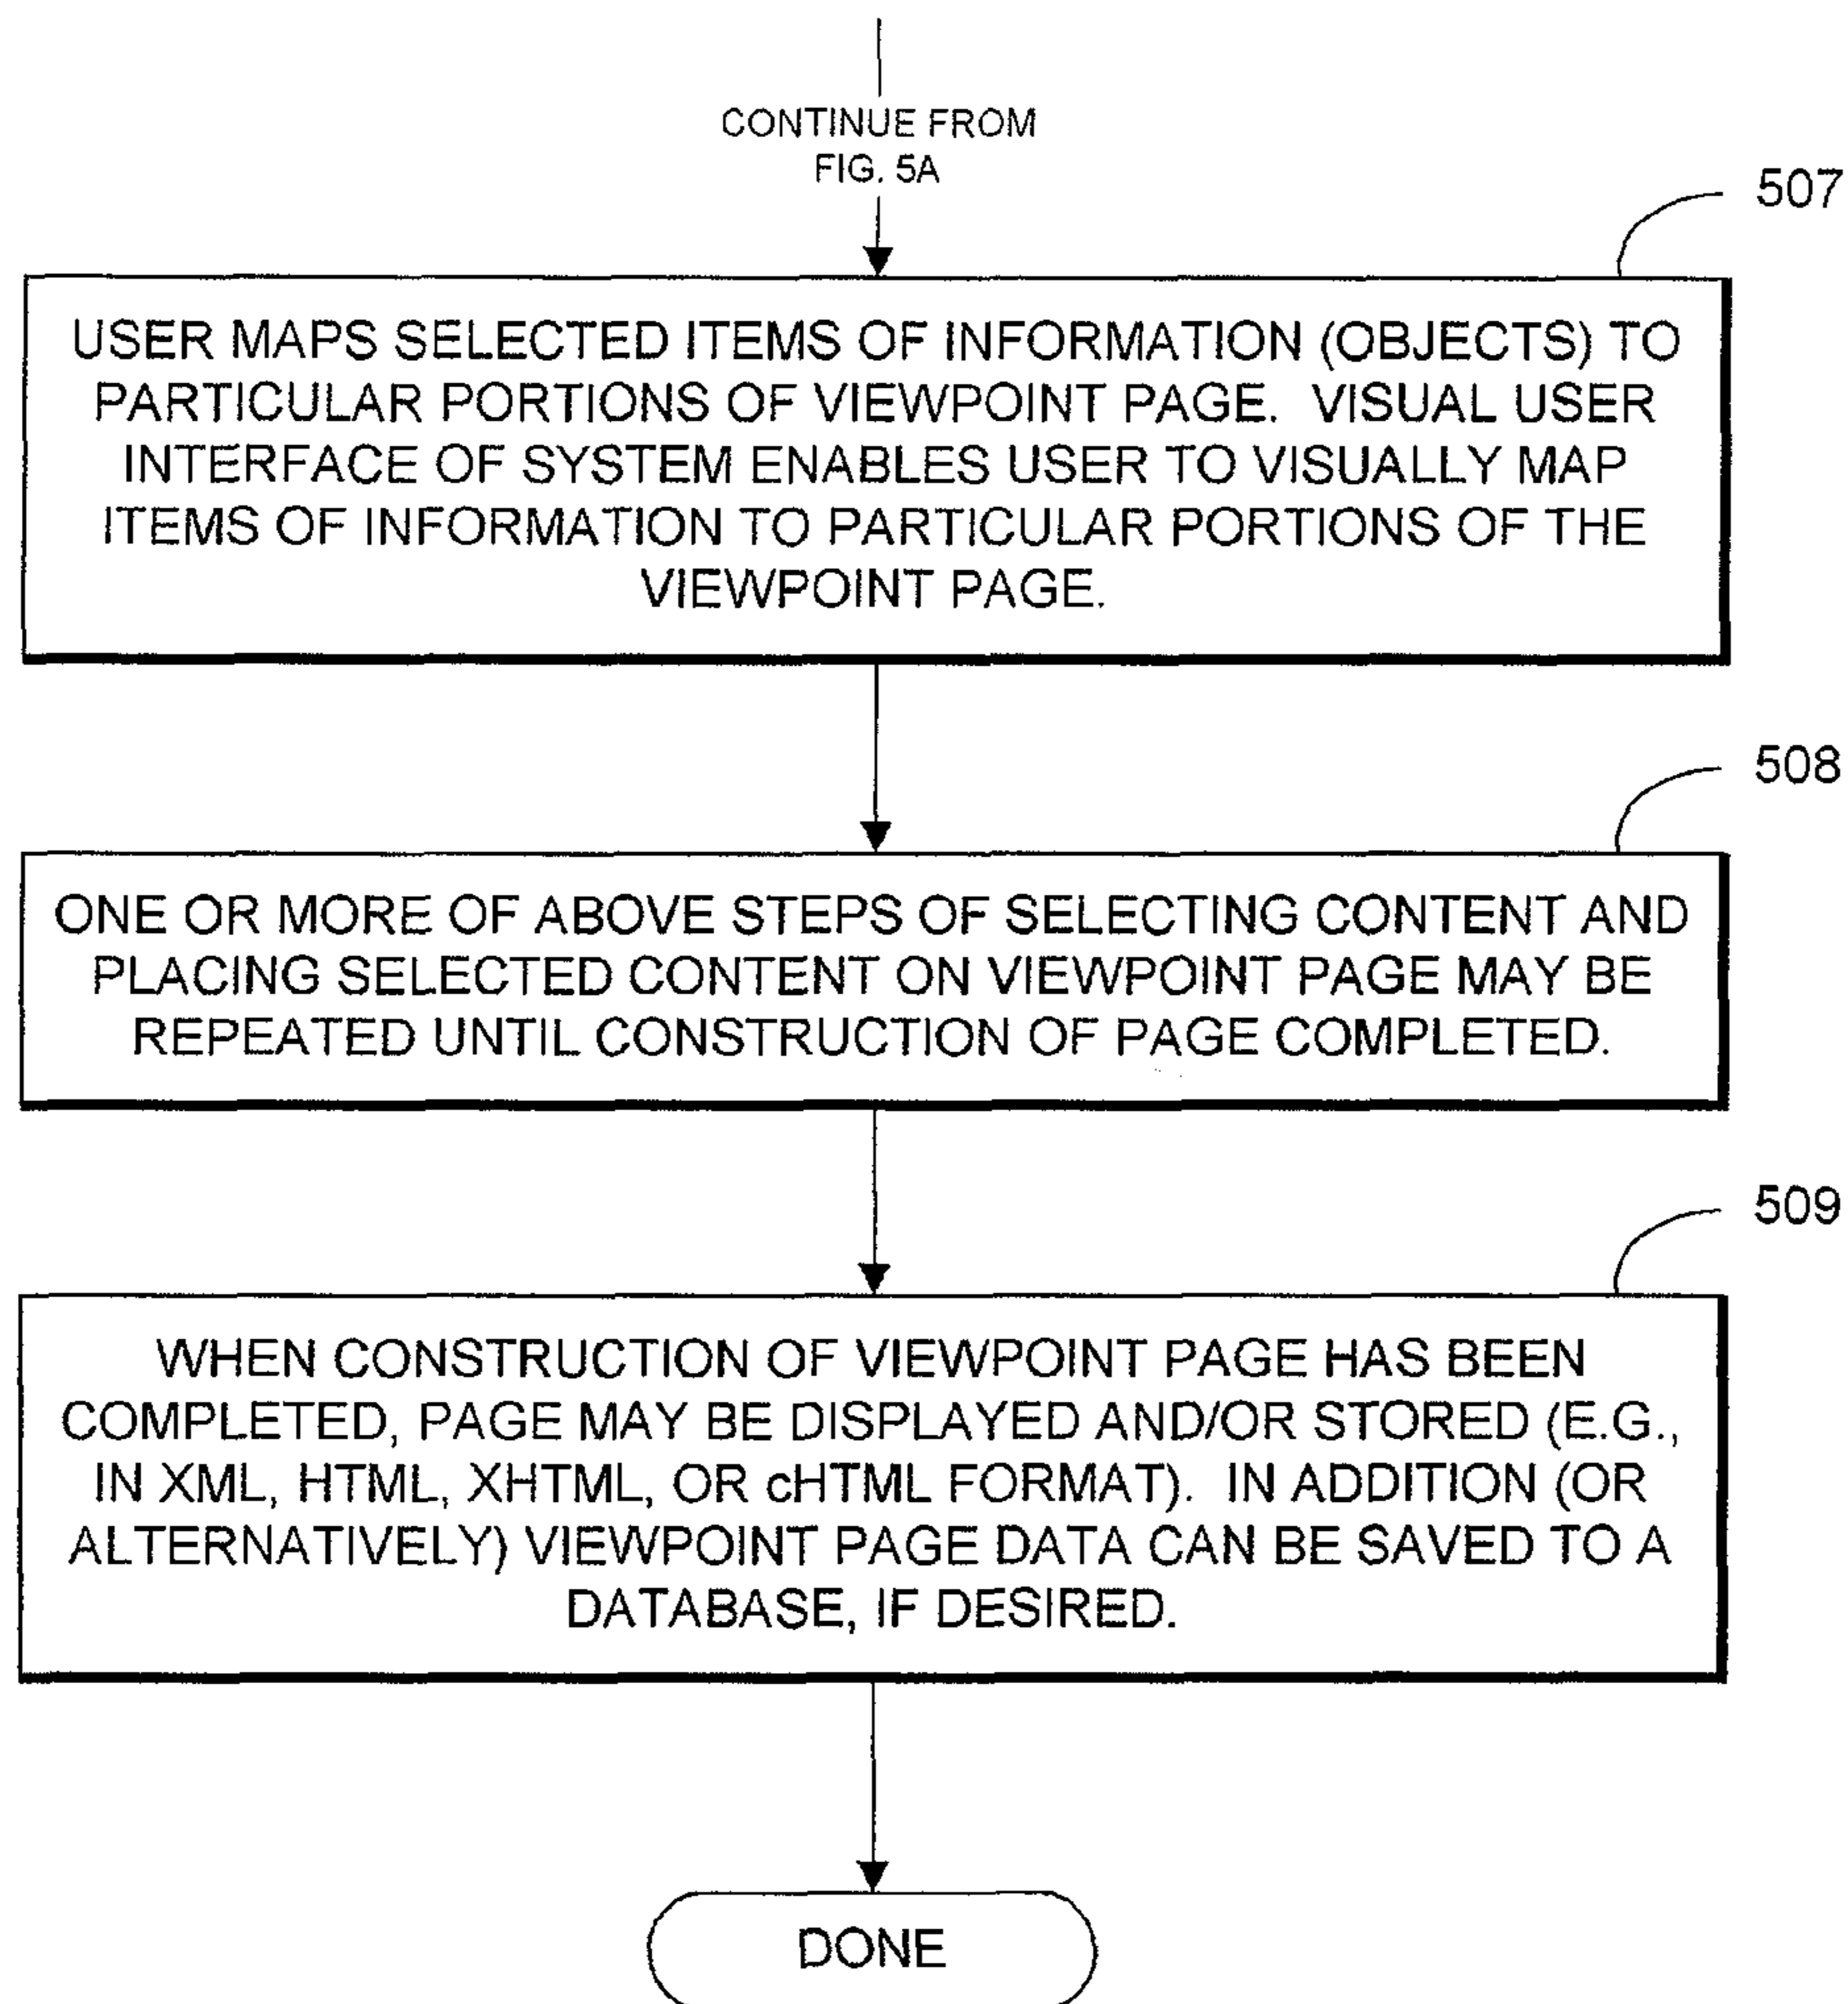 CONTINUE FROM
FIG. 5A
507
USER MAPS SELECTED ITEMS OF INFORMATION (OBJECTS) TO
PARTICULAR PORTIONS OF VIEWPOINT PAGE. VISUAL USER
INTERFACE OF SYSTEM ENABLES USER TO VISUALLY MAP
ITEMS OF INFORMATION TO PARTICULAR PORTIONS OF THE
VIEWPOINT PAGE.
508
ONE OR MORE OF ABOVE STEPS OF SELECTING CONTENT AND
PLACING SELECTED CONTENT ON VIEWPOINT PAGE MAY BE
REPEATED UNTIL CONSTRUCTION OF PAGE COMPLETED.
509
WHEN CONSTRUCTION OF VIEWPOINT PAGE HAS BEEN
COMPLETED, PAGE MAY BE DISPLAYED AND/OR STORED (E.G.,
IN XML, HTML, XHTML, OR cHTML FORMAT). IN ADDITION (OR
ALTERNATIVELY) VIEWPOINT PAGE DATA CAN BE SAVED TO A
DATABASE, IF DESIRED.
DONE